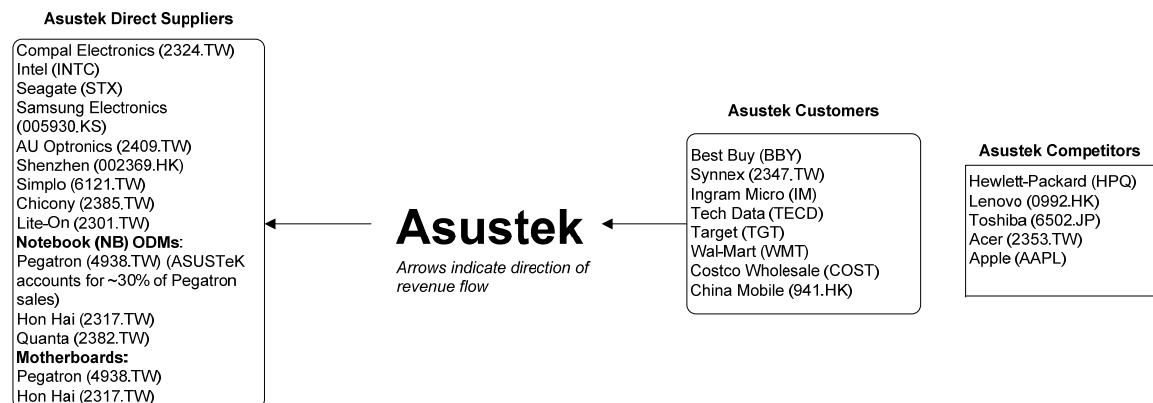 Asustek Direct Suppliers
Compal Electronics (2324.TW)
Intel (INTC)
Seagate (STX)
Samsung Electronics
(005930.KS)
AU Optronics (2409.TW)
Shenzhen (002369.HK)
Simplo (6121.TW)
Chicony (2385.TW)
Lite-On (2301.TW)
Notebook (NB) ODMs:
Pegatron (4938.TW) (ASUSTeK
accounts for ~30% of Pegatron
sales)
Hon Hai (2317.TW)
Quanta (2382.TW)
Motherboards:
Pegatron (4938.TW)
Hon Hai (2317.TW)
Asustek
Arrows indicate direction of
revenue flow
Asustek Customers
Best Buy (BBY)
Synnex (2347.TW)
Ingram Micro (IM)
Tech Data (TECD)
Target (TGT)
Wal-Mart (WMT)
Costco Wholesale (COST)
China Mobile (941.HK)
Asustek Competitors
Hewlett-Packard (HPQ)
Lenovo (0992.HK)
Toshiba (6502.JP)
Acer (2353.TW)
Apple (AAPL)